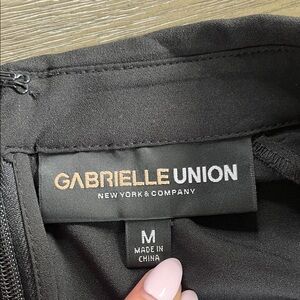 GABRIELLE UNION
NEW YORK & COMPANY
M
MADE IN
CHINA